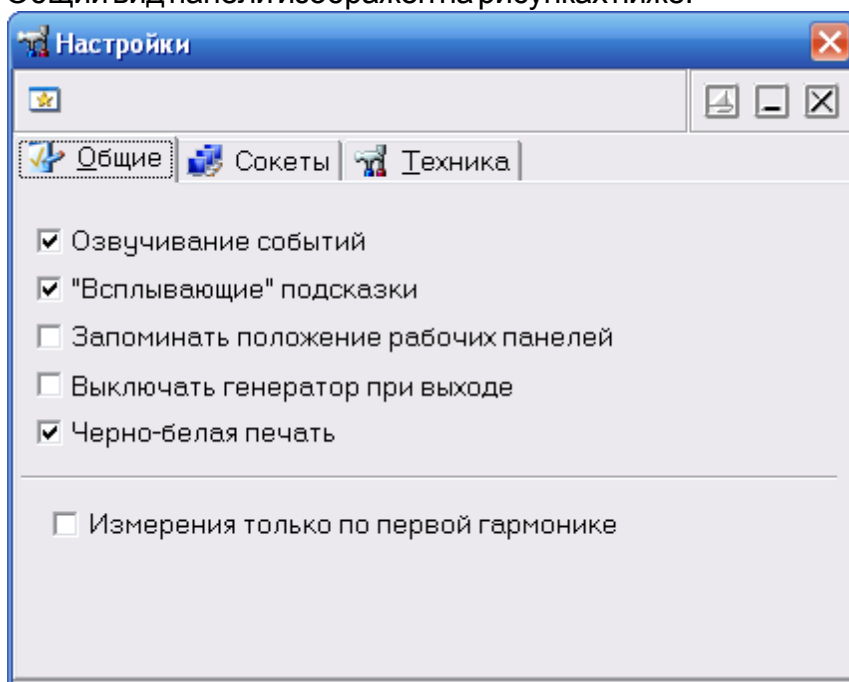 Общий вид панели изображен на рисунках ниже.
Настройки
Общие Сокеты Техника
Озвучивание событий
"Всплывающие" подсказки
Запоминать положение рабочих панелей
Выключать генератор при выходе
Черно-белая печать
Измерения только по первой гармонике